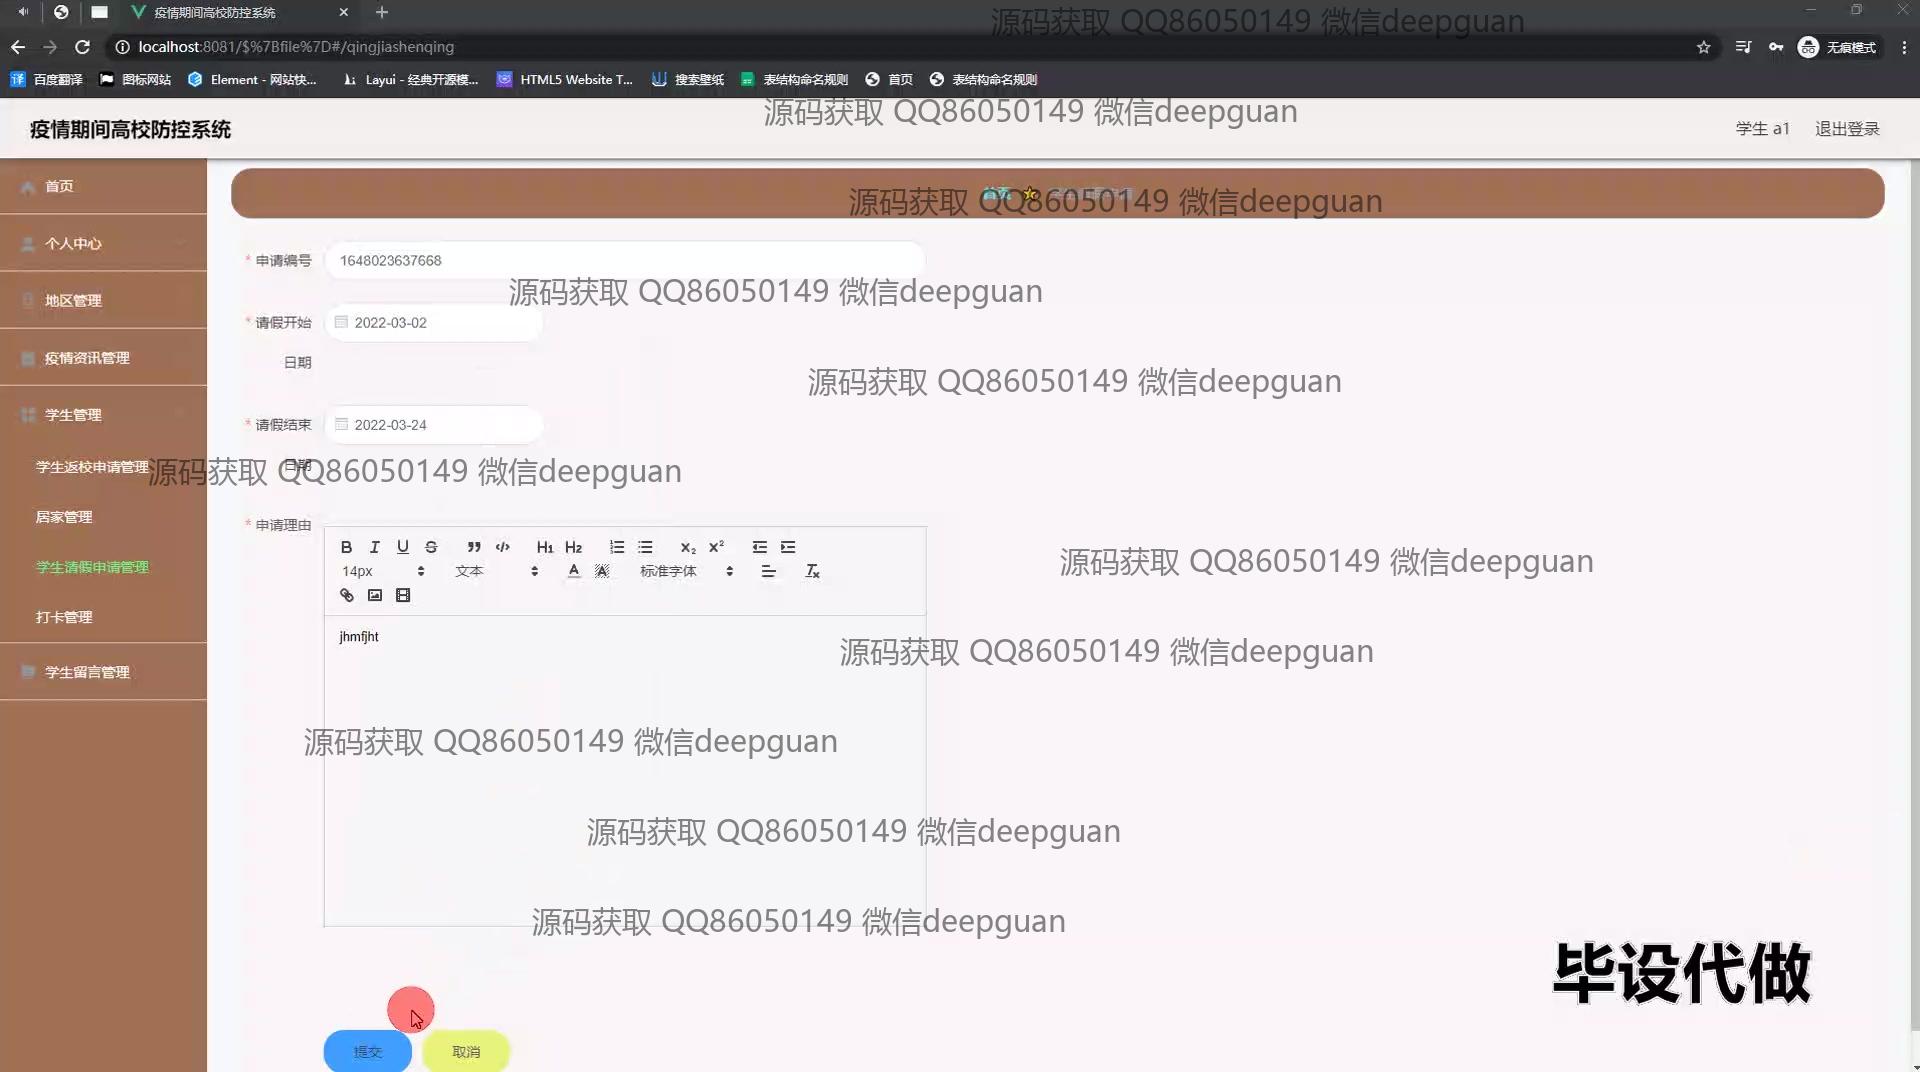 疫情期间高校防控系统
源码获取 QQ86050149 微信deepguan
localhost:8081/$%7Bfile%7D#/qingjiashenqing
无痕模式
百度翻译 图标网站 Element - 网站快... Layui - 经典开源模... HTML5 Website T... 搜索壁纸 表结构命名规则 首页 表结构命名规则
源码获取 QQ86050149 微信deepguan
疫情期间高校防控系统
学生 a1 退出登录
首页
首页
源码获取 QQ86050149 微信deepguan
个人中心
* 申请编号 1648023637668
源码获取 QQ86050149 微信deepguan
地区管理
* 请假开始日期 2022-03-02
疫情资讯管理
源码获取 QQ86050149 微信deepguan
学生管理
* 请假结束日期 2022-03-24
学生返校申请管理
源码获取 QQ86050149 微信deepguan
居家管理
* 申请理由
B I U S H1 H2 X2 X2
学生请假申请管理
14px 文本 A A 标准字体 Tx
源码获取 QQ86050149 微信deepguan
打卡管理
jhmfjht
源码获取 QQ86050149 微信deepguan
学生留言管理
源码获取 QQ86050149 微信deepguan
源码获取 QQ86050149 微信deepguan
源码获取 QQ86050149 微信deepguan
毕设代做
提交 取消